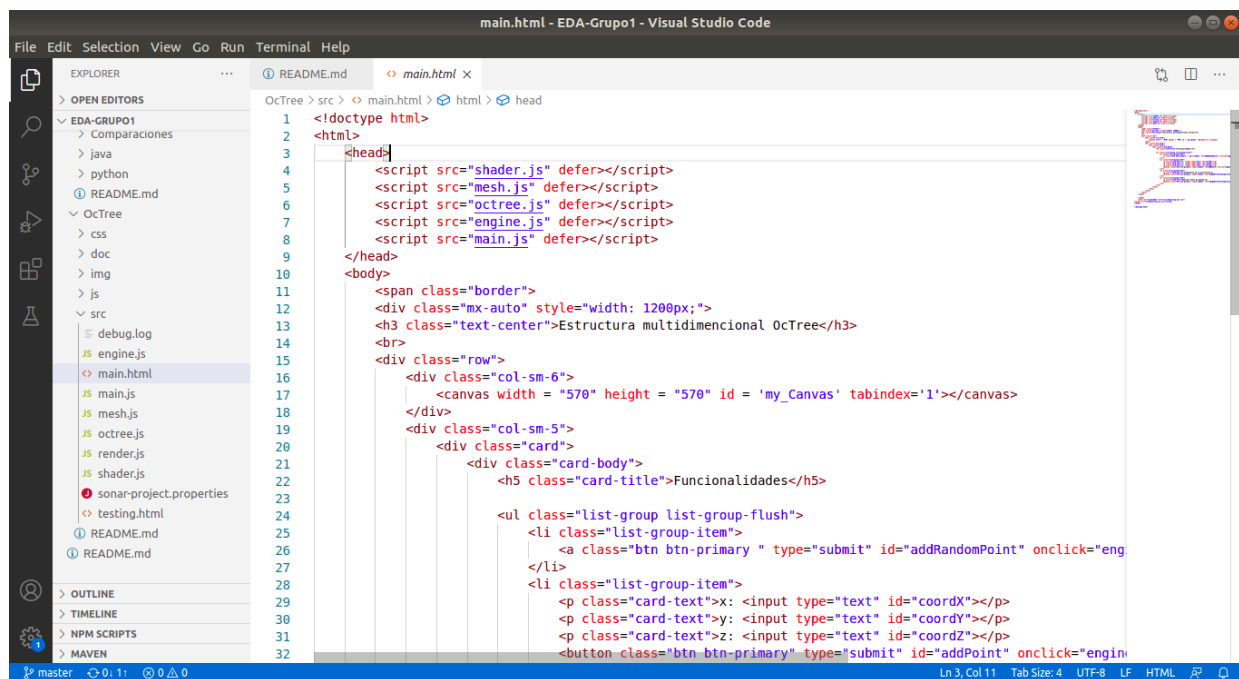 main.html - EDA-Grupo1 - Visual Studio Code
File Edit Selection View Go Run Terminal Help
EXPLORER ···
README.md
main.html
OPEN EDITORS
EDA-GRUPO1
Comparaciones
java
python
README.md
OcTree
css
doc
img
js
src
debug.log
JS engine.js
main.html
JS main.js
JS mesh.js
JS octree.js
JS render.js
JS shader.js
sonar-project.properties
testing.html
README.md
README.md
OUTLINE
TIMELINE
NPM SCRIPTS
MAVEN
OcTree > src > main.html > html > head
1 <!doctype html>
2 <html>
3 <head>
4 <script src="shader.js" defer></script>
5 <script src="mesh.js" defer></script>
6 <script src="octree.js" defer></script>
7 <script src="engine.js" defer></script>
8 <script src="main.js" defer></script>
9 </head>
10 <body>
11 <span class="border">
12 <div class="mx-auto" style="width: 1200px;">
13 <h3 class="text-center">Estructura multidimencional OcTree</h3>
14 <br>
15 <div class="row">
16 <div class="col-sm-6">
17 <canvas width = "570" height = "570" id = 'my_Canvas' tabindex='1'></canvas>
18 </div>
19 <div class="col-sm-5">
20 <div class="card">
21 <div class="card-body">
22 <h5 class="card-title">Funcionalidades</h5>
23
24 <ul class="list-group list-group-flush">
25 <li class="list-group-item">
26 <a class="btn btn-primary " type="submit" id="addRandomPoint" onclick="eng
27 </li>
28 <li class="list-group-item">
29 <p class="card-text">x: <input type="text" id="coordX"></p>
30 <p class="card-text">y: <input type="text" id="coordY"></p>
31 <p class="card-text">z: <input type="text" id="coordZ"></p>
32 <button class="btn btn-primary" type="submit" id="addPoint" onclick="engin
1
master 0↓ 1↑ 0 0 Ln 3, Col 11 Tab Size: 4 UTF-8 LF HTML